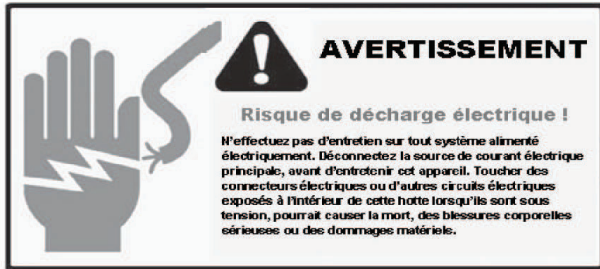 AVERTISSEMENT
Risque de décharge électrique !
N'effectuez pas d'entretien sur tout système alimenté
électriquement. Déconnectez la source de courant électrique
principale, avant d'entretenir cet appareil. Toucher des
connecteurs électriques ou d'autres circuits électriques
exposés à l'intérieur de cette hotte lorsqu'ils sont sous
tension, pourrait causer la mort, des blessures corporelles
sérieuses ou des dommages matériels.